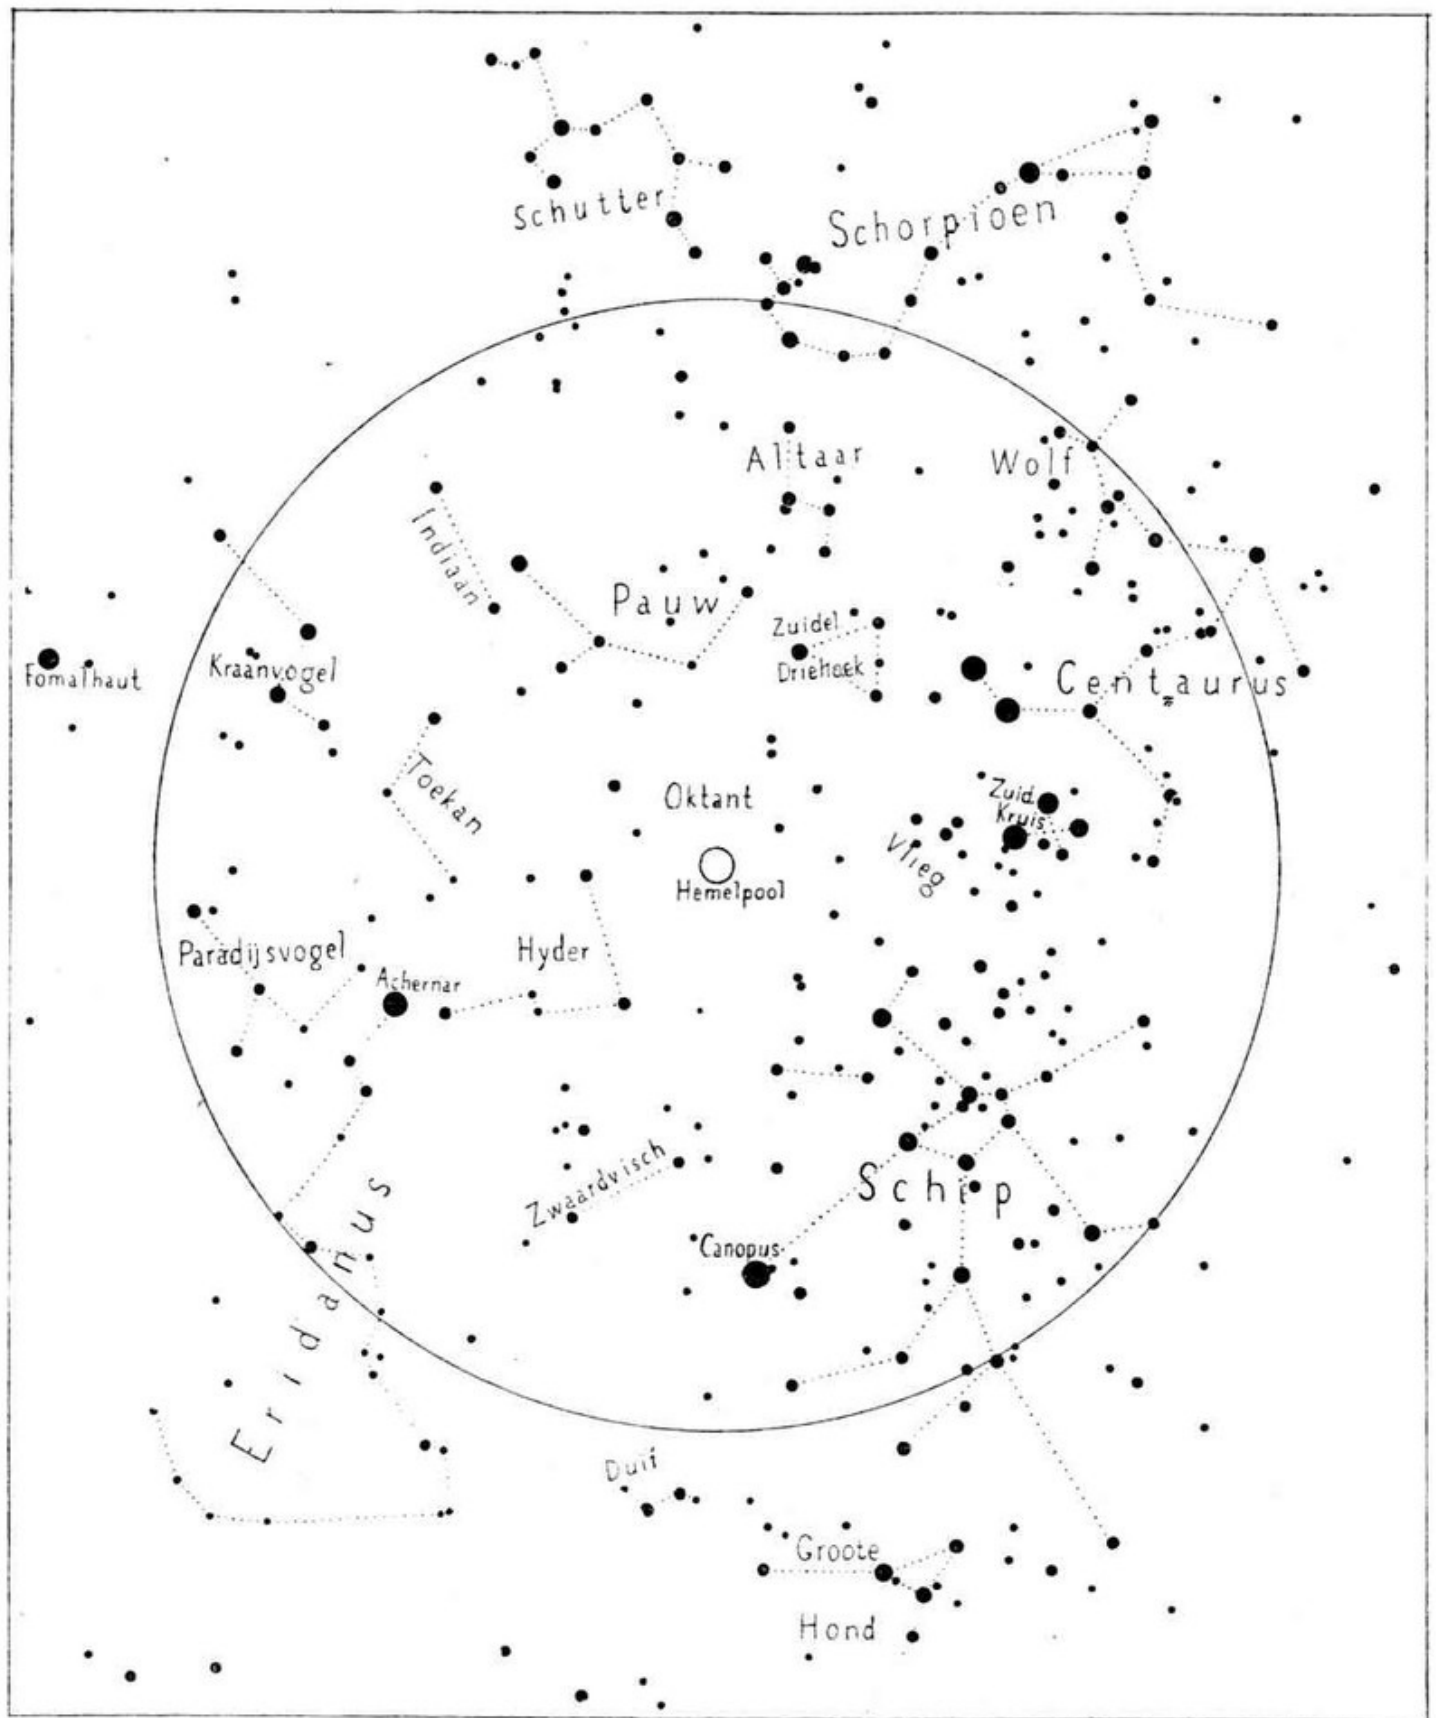 Schutter
Schorpioen
Altaar
Wolf
Indiaan
Pauw
Zuidel
Driehoek
Fomalhaut
Kraanvogel
Centaurus
Toekan
Oktant
Zuid.
Kruis
Vlieg
Hemelpool
Paradijsvogel
Hyder
Achernar
Zwaardvisch
Schip
Canopus
Eridanus
Duif
Groote
Hond